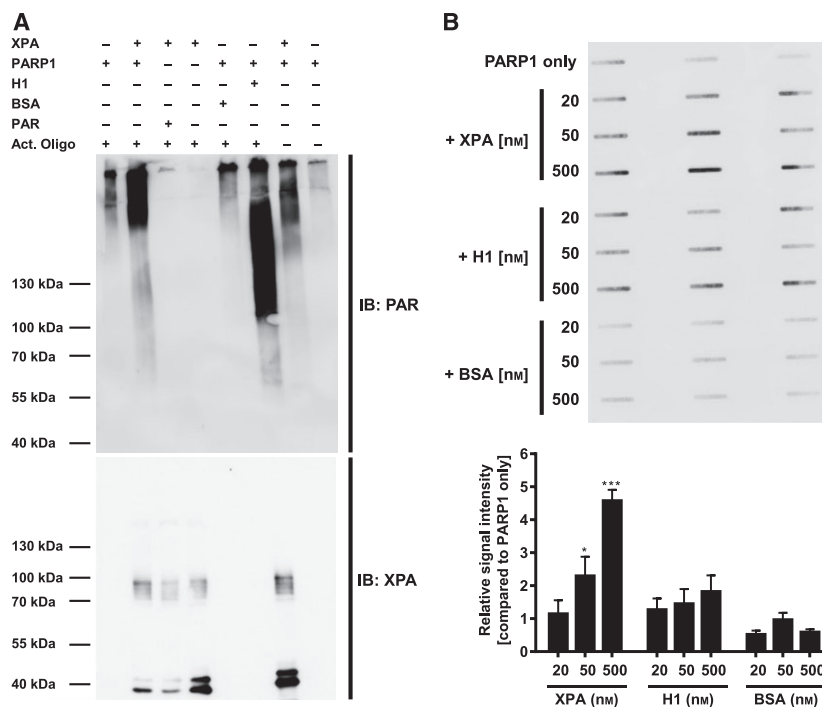 A
XPA – + + + – – + –
PARP1 + + – – + + + +
H1 – – – – – + – –
BSA – – – – + – – –
PAR – – + – – – – –
Act. Oligo + + + + + + – –
130 kDa
100 kDa
70 kDa
55 kDa
40 kDa
IB: PAR
130 kDa
100 kDa
70 kDa
55 kDa
40 kDa
IB: XPA
B
PARP1 only
+ XPA [nM]
20
50
500
+ H1 [nM]
20
50
500
+ BSA [nM]
20
50
500
Relative signal intensity
[compared to PARP1 only]
6
5
4
3
2
1
0
* ***
20 50 500 20 50 500 20 50 500
XPA (nM) H1 (nM) BSA (nM)